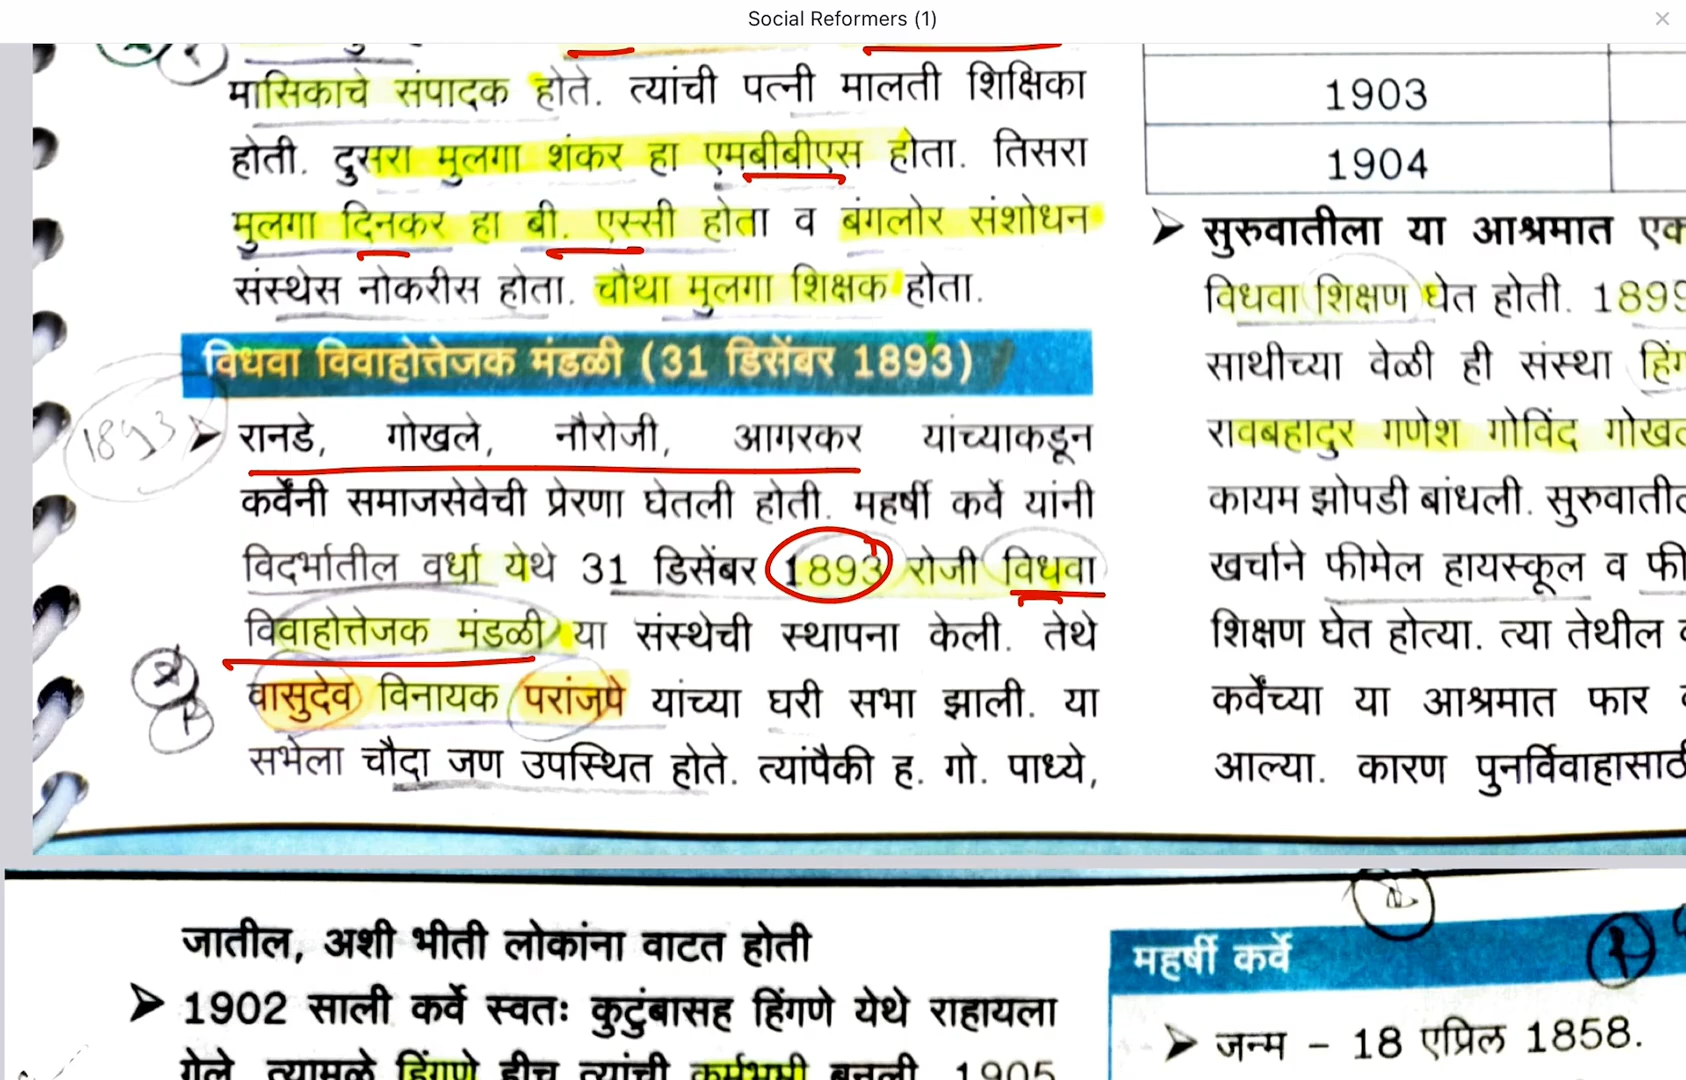 Social Reformers (1)
मासिकाचे संपादक होते. त्यांची पत्नी मालती शिक्षिका
होती. दुसरा मुलगा शंकर हा एमबीबीएस होता. तिसरा
मुलगा दिनकर हा बी. एस्सी होता व बंगलोर संशोधन
संस्थेस नोकरीस होता. चौथा मुलगा शिक्षक होता.
विधवा विवाहोत्तेजक मंडळी (31 डिसेंबर 1893)
1893
रानडे, गोखले, नौरोजी, आगरकर यांच्याकडून
कर्वेंनी समाजसेवेची प्रेरणा घेतली होती. महर्षी कर्वे यांनी
विदर्भातील वर्धा येथे 31 डिसेंबर 1893 रोजी विधवा
विवाहोत्तेजक मंडळी या संस्थेची स्थापना केली. तेथे
वासुदेव विनायक परांजपे यांच्या घरी सभा झाली. या
सभेला चौदा जण उपस्थित होते. त्यांपैकी ह. गो. पाध्ये,
1903
1904
सुरुवातीला या आश्रमात एक
विधवा शिक्षण घेत होती. 1899
साथीच्या वेळी ही संस्था हिंग
रावबहादुर गणेश गोविंद गोखल
कायम झोपडी बांधली. सुरुवातील
खर्चाने फीमेल हायस्कूल व फी
शिक्षण घेत होत्या. त्या तेथील
कर्वेंच्या या आश्रमात फार
आल्या. कारण पुनर्विवाहासाठी
जातील, अशी भीती लोकांना वाटत होती
1902 साली कर्वे स्वतः कुटुंबासह हिंगणे येथे राहायला
गेले. त्यामुळे हिंगणे हीच त्यांची कर्मभूमी बनली. 1905
महर्षी कर्वे
जन्म – 18 एप्रिल 1858.